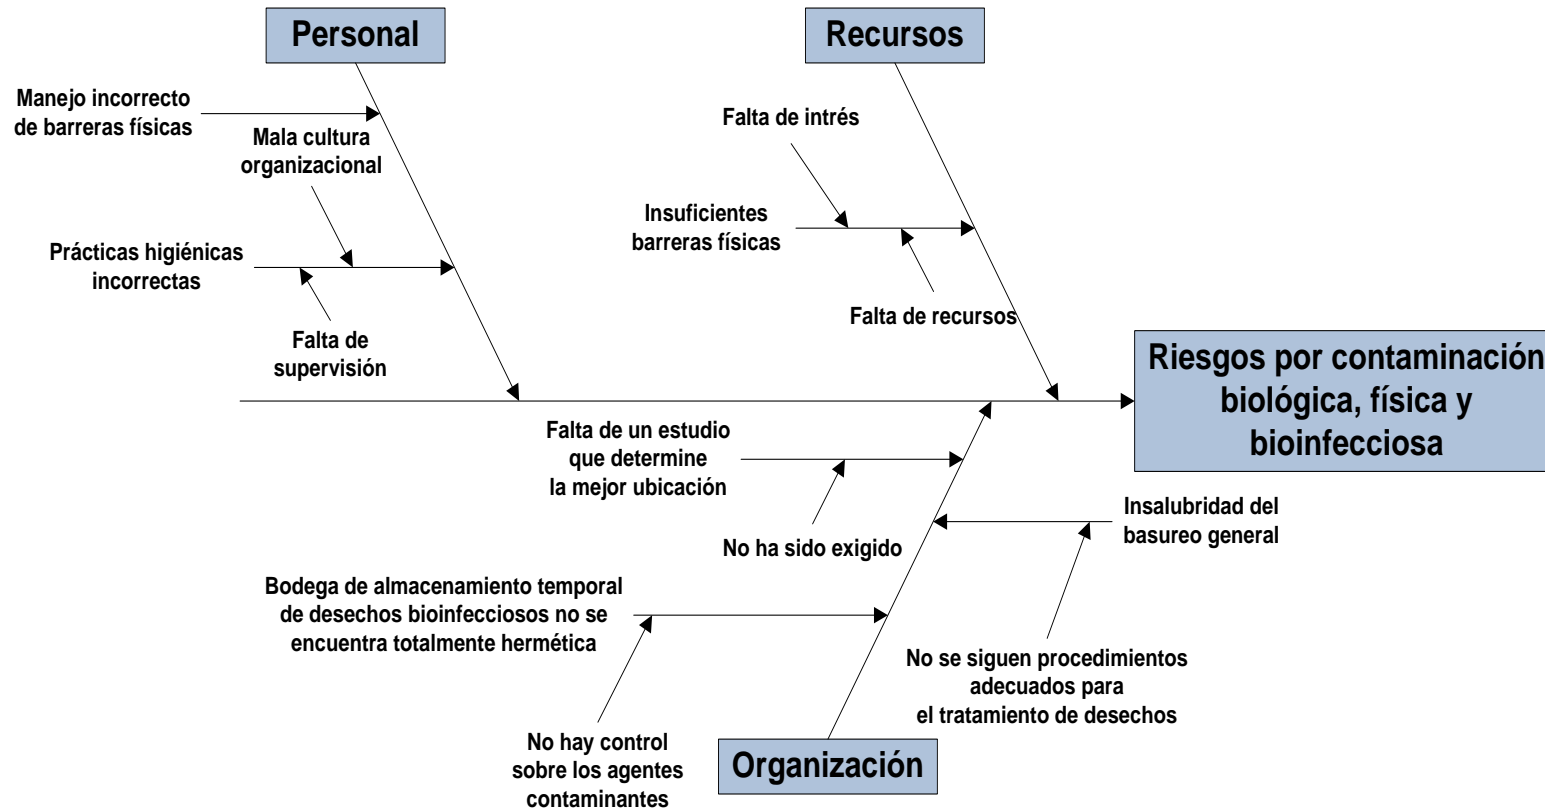 Personal
Recursos
Manejo incorrecto
de barreras físicas
Mala cultura
organizacional
Prácticas higiénicas
incorrectas
Falta de
supervisión
Falta de intrés
Insuficientes
barreras físicas
Falta de recursos
Riesgos por contaminación
biológica, física y
bioinfecciosa
Falta de un estudio
que determine
la mejor ubicación
No ha sido exigido
Insalubridad del
basureo general
Bodega de almacenamiento temporal
de desechos bioinfecciosos no se
encuentra totalmente hermética
No se siguen procedimientos
adecuados para
el tratamiento de desechos
No hay control
sobre los agentes
contaminantes
Organización